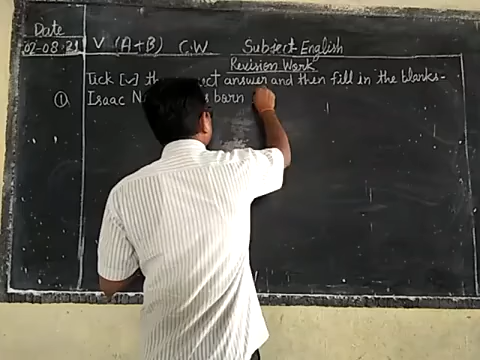 Date
02-08-21 V (A+B) C.W Subject English
Revision Work
Tick [✓] the answer and then fill in the blanks-
① Isaac born